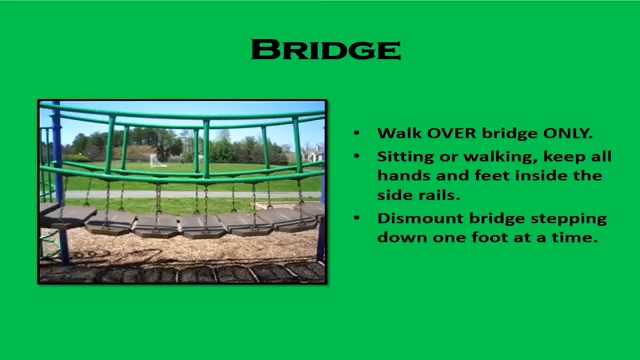 BRIDGE
• Walk OVER bridge ONLY.
• Sitting or walking, keep all
hands and feet inside the
side rails.
• Dismount bridge stepping
down one foot at a time.